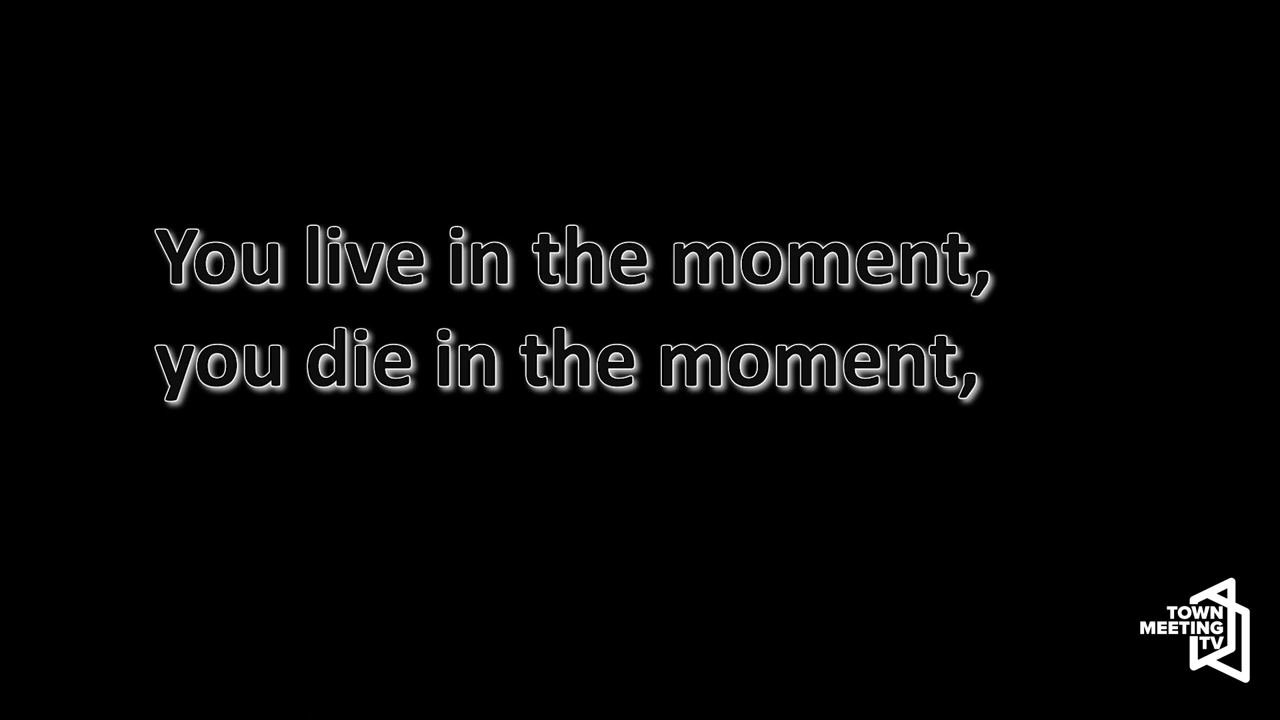 You live in the moment,
you die in the moment,
TOWN
MEETING
TV